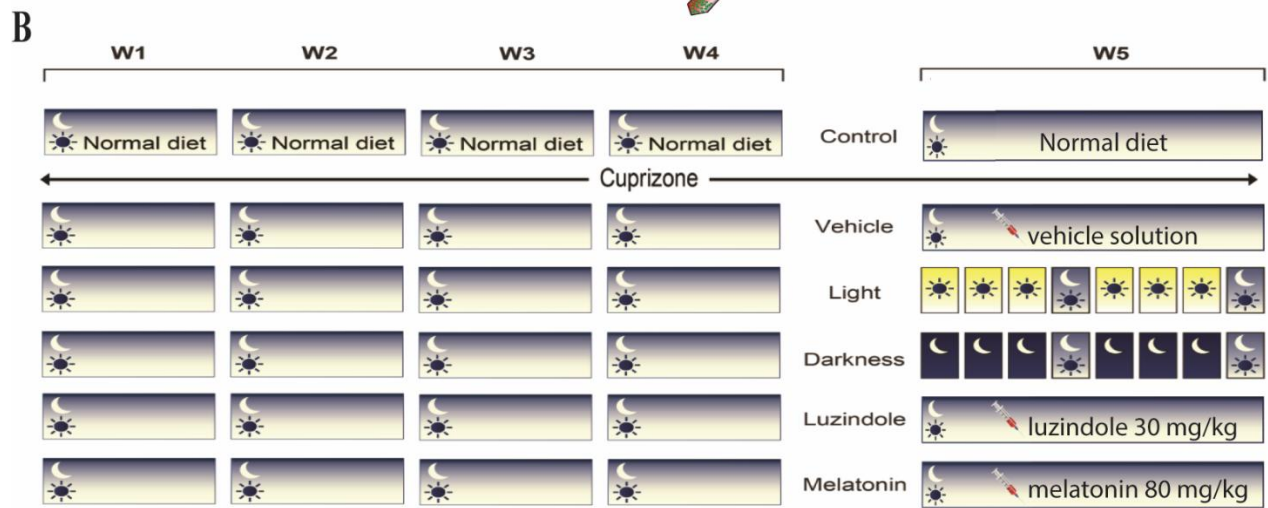 B
W1 W2 W3 W4 W5
Normal diet Normal diet Normal diet Normal diet Control Normal diet
Cuprizone
Vehicle vehicle solution
Light
Darkness
Luzindole luzindole 30 mg/kg
Melatonin melatonin 80 mg/kg